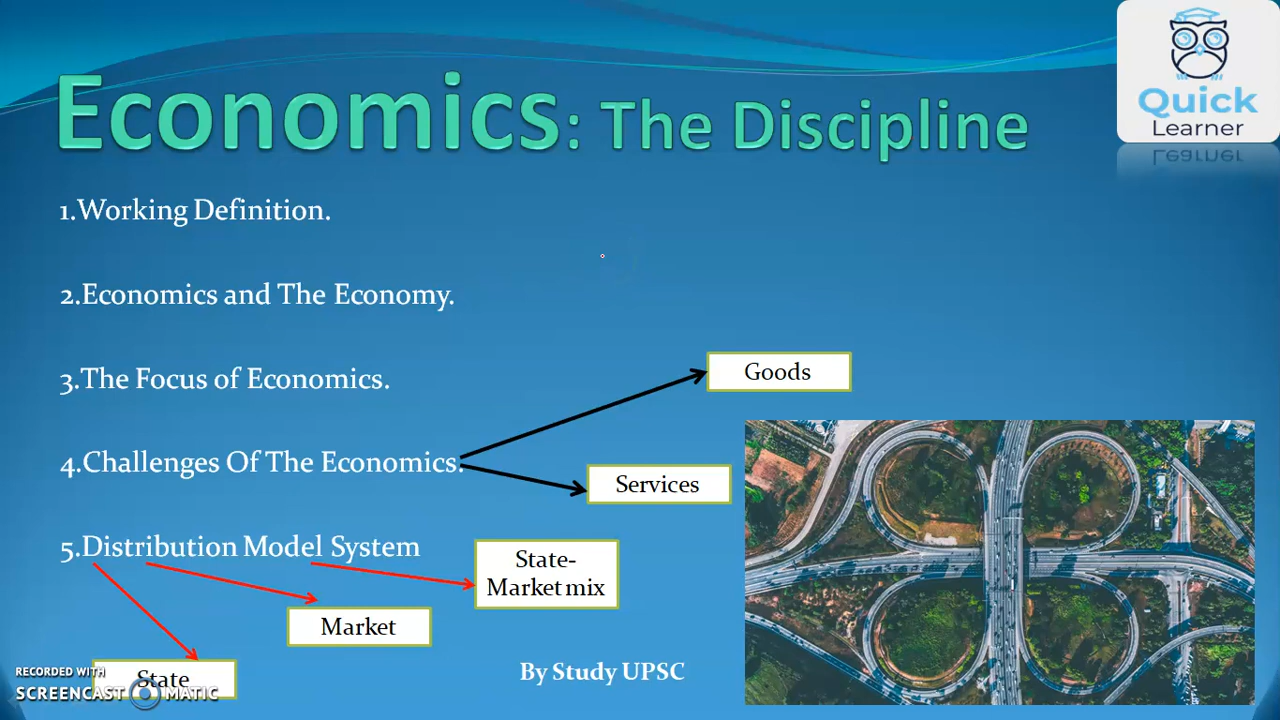 Economics: The Discipline
Quick
Learner
1.Working Definition.
2.Economics and The Economy.
3.The Focus of Economics.
Goods
4.Challenges Of The Economics.
Services
5.Distribution Model System
State-
Market mix
Market
State
By Study UPSC
RECORDED WITH
SCREENCAST MATIC